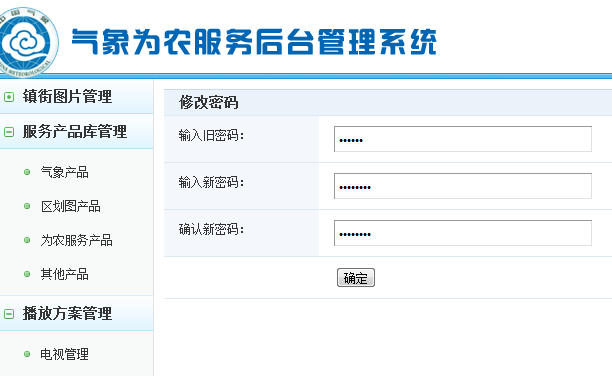 气象为农服务后台管理系统
镇街图片管理
服务产品库管理
气象产品
区划图产品
为农服务产品
其他产品
播放方案管理
电视管理
修改密码
输入旧密码：
••••••
输入新密码：
••••••••
确认新密码：
••••••••
确定